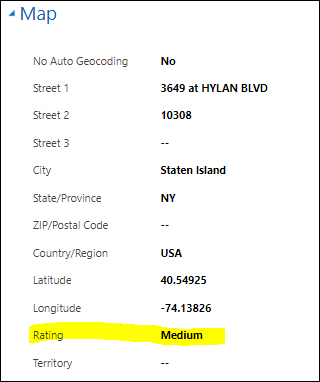 Map
No Auto Geocoding No
Street 1 3649 at HYLAN BLVD
Street 2 10308
Street 3 --
City Staten Island
State/Province NY
ZIP/Postal Code --
Country/Region USA
Latitude 40.54925
Longitude -74.13826
Rating Medium
Territory --